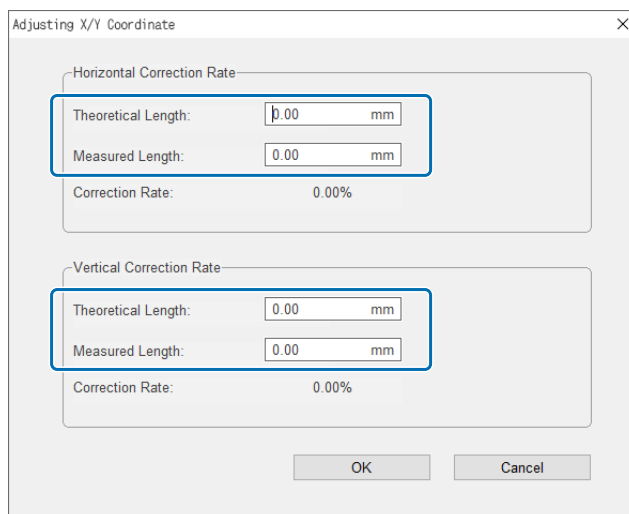 Adjusting X/Y Coordinate
Horizontal Correction Rate
Theoretical Length: 0.00 mm
Measured Length: 0.00 mm
Correction Rate: 0.00%
Vertical Correction Rate
Theoretical Length: 0.00 mm
Measured Length: 0.00 mm
Correction Rate: 0.00%
OK Cancel